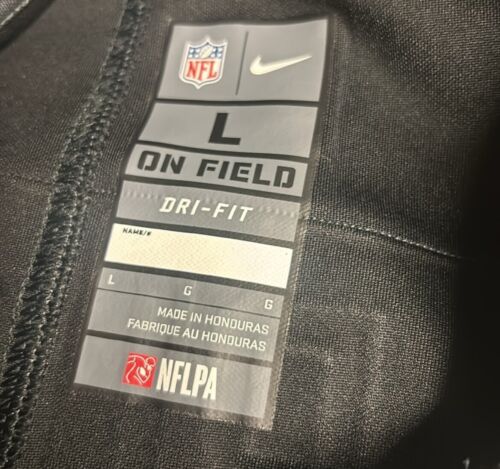 NFL
L
ON FIELD
DRI-FIT
NAME/#
L G G
MADE IN HONDURAS
FABRIQUE AU HONDURAS
NFLPA